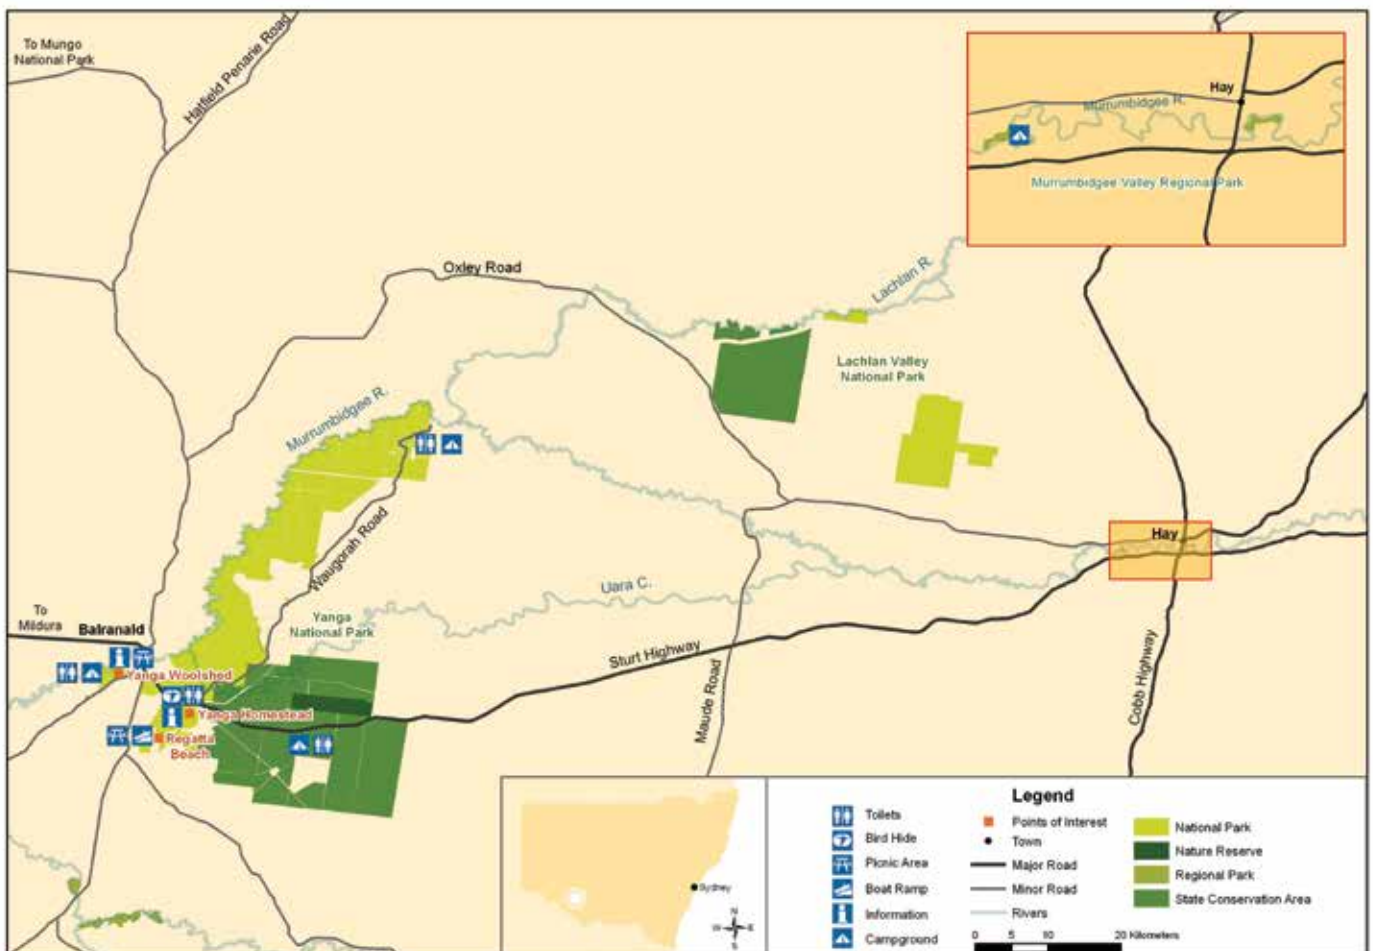 To Mungo
National Park
Hatfield Penarie Road
Hay
Murrumbidgee R.
Murrumbidgee Valley Regional Park
Oxley Road
Lachlan R.
Lachlan Valley
National Park
Murrumbidgee R.
Waugorah Road
Uara C.
Hay
Yanga
National Park
To
Mildura
Balranald
Sturt Highway
Maude Road
Cobb Highway
Yanga Woolshed
Yanga Homestead
Regatta
Beach
Sydney
N
W
E
S
Legend
Toilets
Bird Hide
Picnic Area
Boat Ramp
Information
Campground
Points of Interest
Town
Major Road
Minor Road
Rivers
National Park
Nature Reserve
Regional Park
State Conservation Area
0 5 10 20 Kilometers